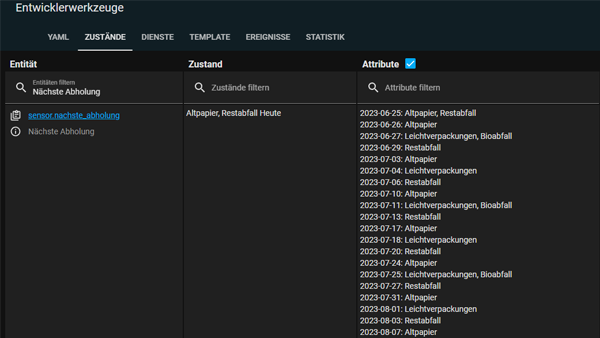 Entwicklerwerkzeuge
YAML ZUSTÄNDE DIENSTE TEMPLATE EREIGNISSE STATISTIK
Entität Zustand Attribute
Entitäten filtern
Nächste Abholung
Zustände filtern
Attribute filtern
sensor.nachste_abholung
Nächste Abholung
Altpapier, Restabfall Heute
2023-06-25: Altpapier, Restabfall
2023-06-26: Altpapier
2023-06-27: Leichtverpackungen, Bioabfall
2023-06-29: Restabfall
2023-07-03: Altpapier
2023-07-04: Leichtverpackungen
2023-07-06: Restabfall
2023-07-10: Altpapier
2023-07-11: Leichtverpackungen, Bioabfall
2023-07-13: Restabfall
2023-07-17: Altpapier
2023-07-18: Leichtverpackungen
2023-07-20: Restabfall
2023-07-24: Altpapier
2023-07-25: Leichtverpackungen, Bioabfall
2023-07-27: Restabfall
2023-07-31: Altpapier
2023-08-01: Leichtverpackungen
2023-08-03: Restabfall
2023-08-07: Altpapier